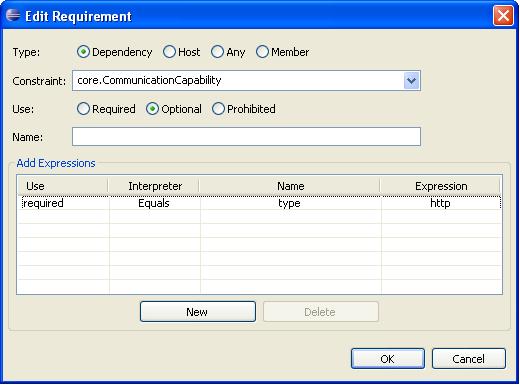 Edit Requirement
Type: Dependency Host Any Member
Constraint: core.CommunicationCapability
Use: Required Optional Prohibited
Name:
Add Expressions
Use Interpreter Name Expression
required Equals type http
New Delete
OK Cancel